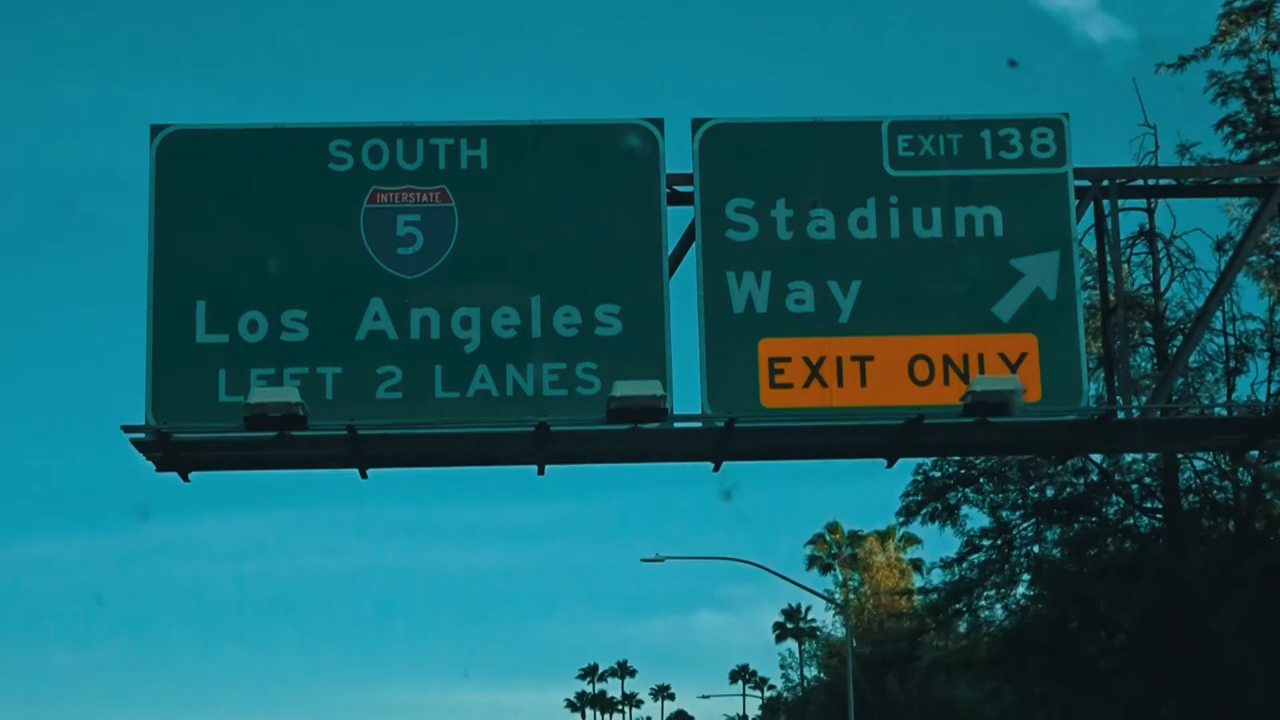 SOUTH
INTERSTATE
5
Los Angeles
LEFT 2 LANES
EXIT 138
Stadium
Way
EXIT ONLY